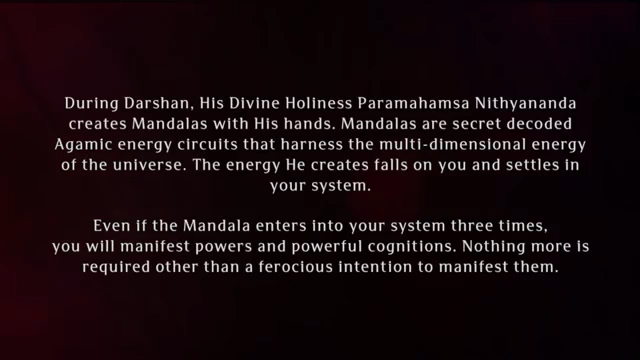 During Darshan, His Divine Holiness Paramahamsa Nithyananda
creates Mandalas with His hands. Mandalas are secret decoded
Agamic energy circuits that harness the multi-dimensional energy
of the universe. The energy He creates falls on you and settles in
your system.
Even if the Mandala enters into your system three times,
you will manifest powers and powerful cognitions. Nothing more is
required other than a ferocious intention to manifest them.